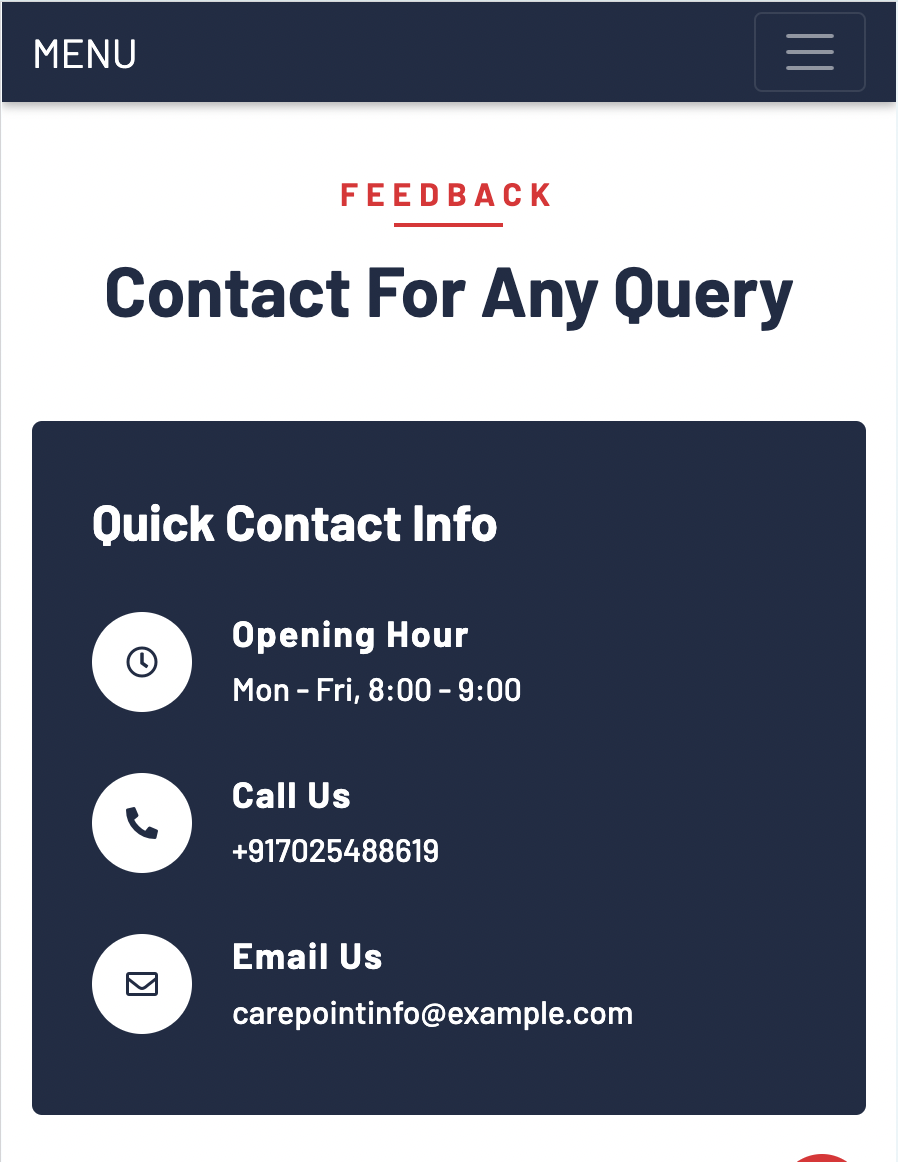 MENU
FEEDBACK
Contact For Any Query
Quick Contact Info
Opening Hour
Mon - Fri, 8:00 - 9:00
Call Us
+917025488619
Email Us
carepointinfo@example.com